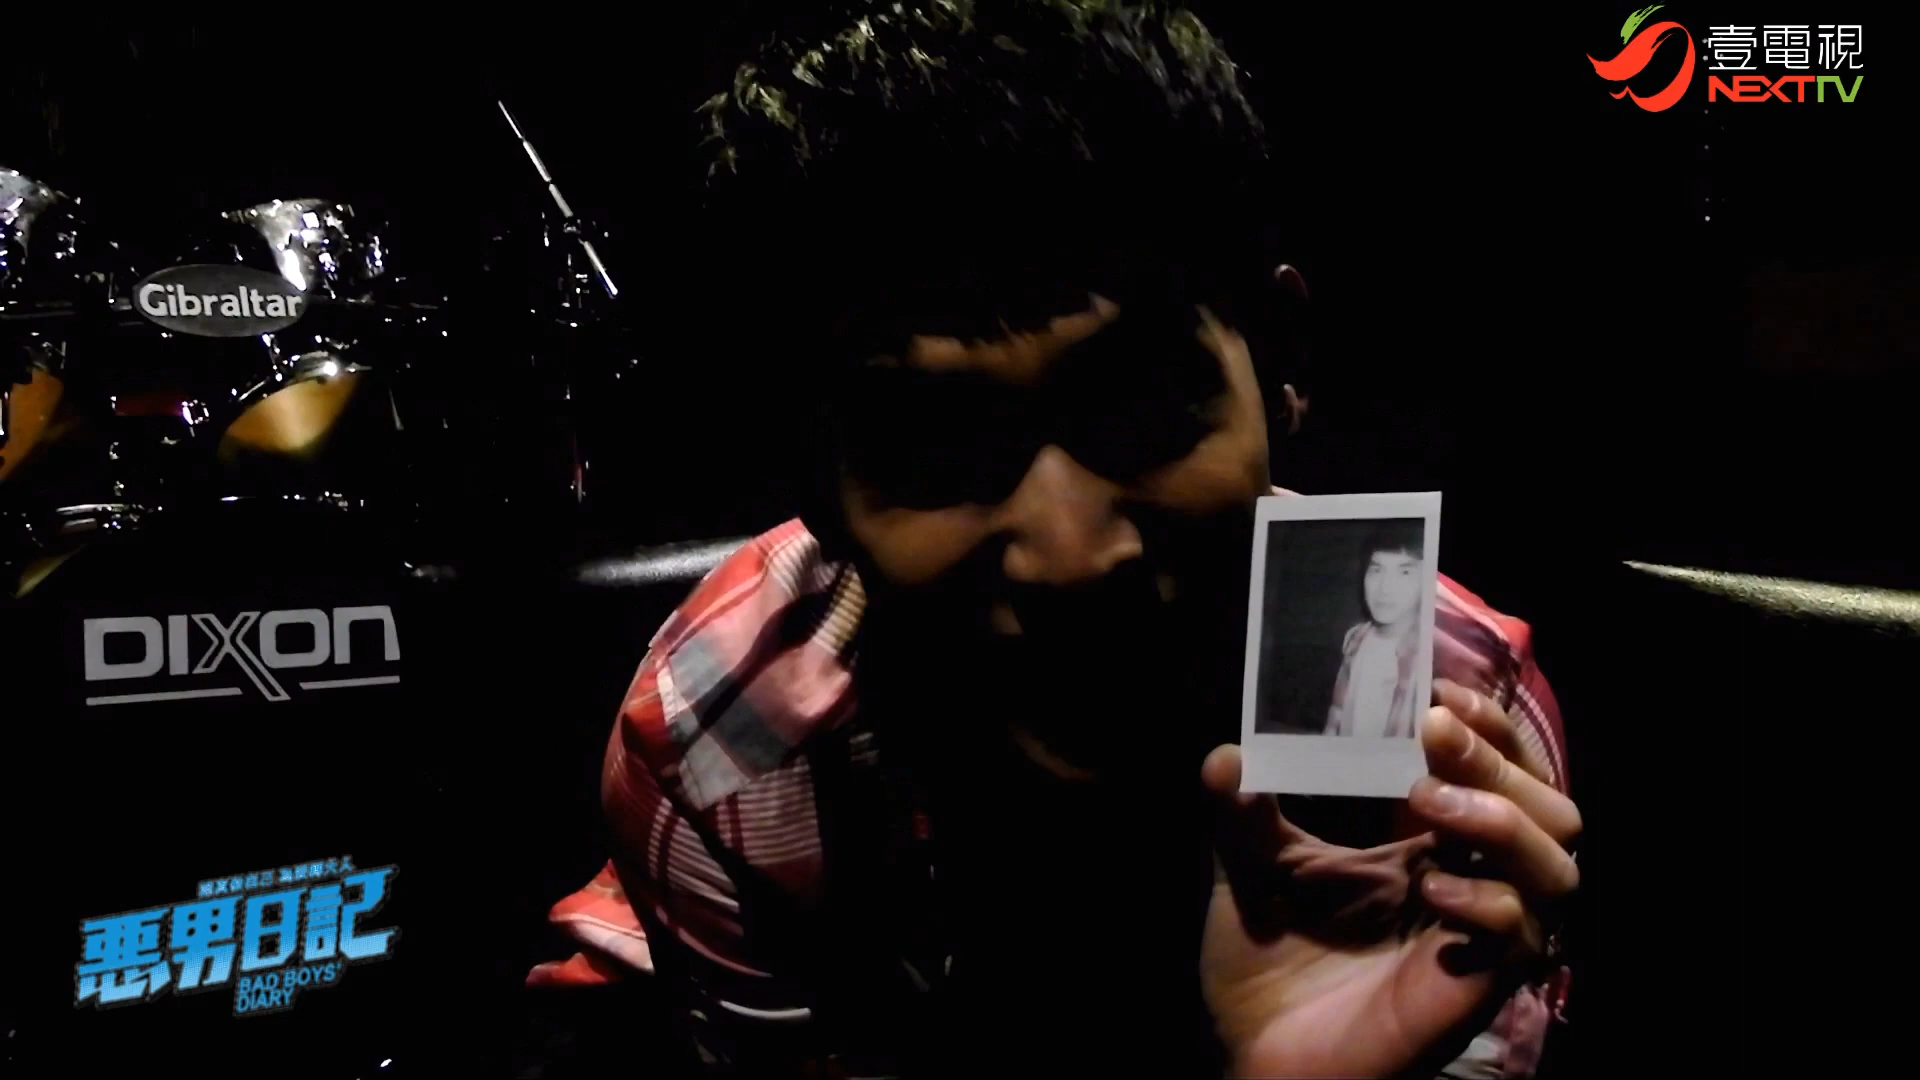 壹電視
NEXTTV
Gibraltar
DIXON
惡男日記
BAD BOYS'
DIARY